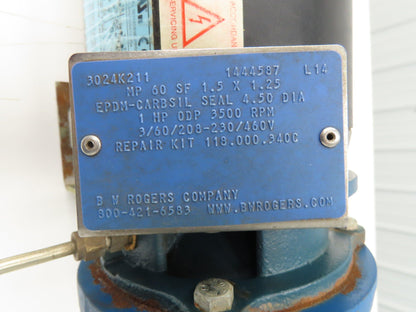 SERVICING
3024K211 1444587 L14
MP 60 SF 1.5 X 1.25
EPDM-CARBSIL SEAL 4.50 DIA
1 HP ODP 3500 RPM
3/60/208-230/460V
REPAIR KIT 118.000.340C
B W ROGERS COMPANY
800-421-6583 WWW.BWROGERS.COM